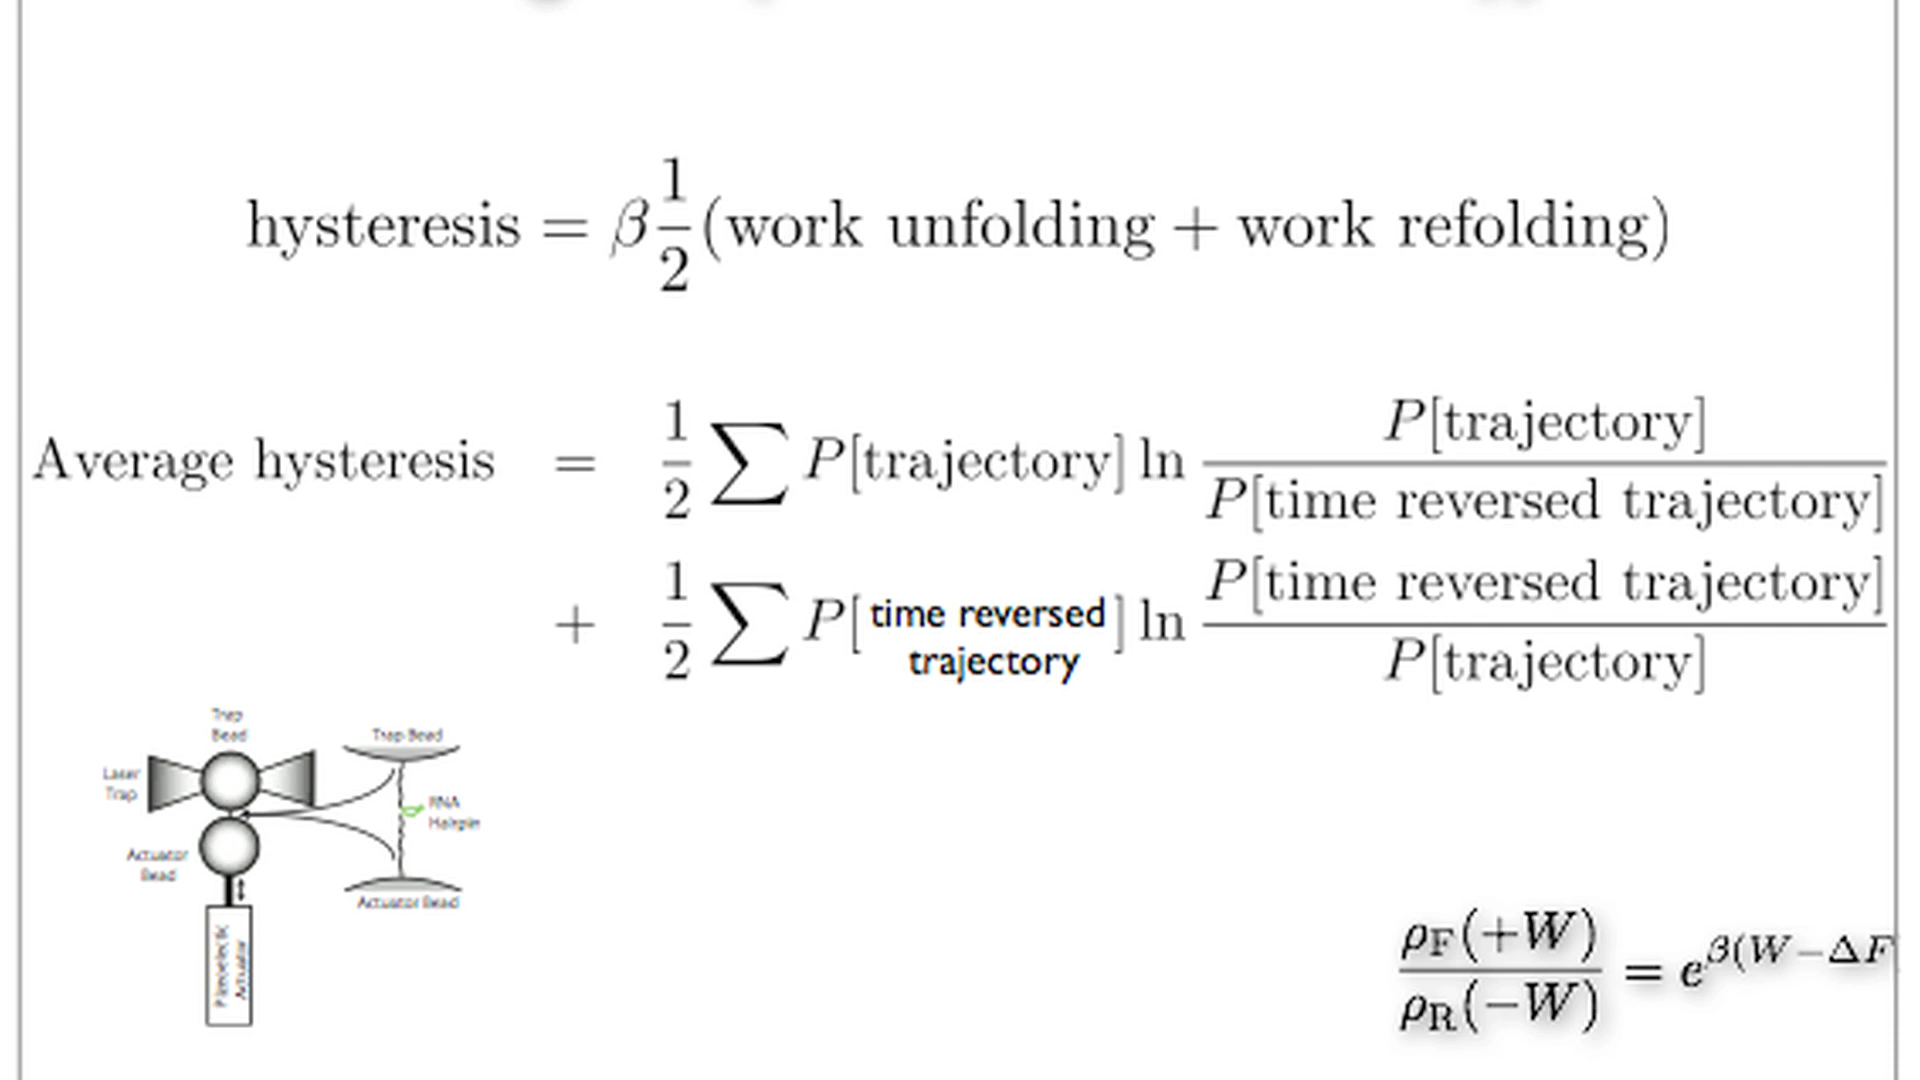 hysteresis = β 1/2 (work unfolding + work refolding)
Average hysteresis = 1/2 ∑ P[trajectory] ln P[trajectory] / P[time reversed trajectory]
+ 1/2 ∑ P[time reversed trajectory] ln P[time reversed trajectory] / P[trajectory]
Trap
Bead
Laser
Trap
Actuator
Bead
Piezoelectric
Actuator
Trap Bead
RNA
Hairpin
Actuator Bead
ρF(+W) / ρR(−W) = e^β(W−ΔF